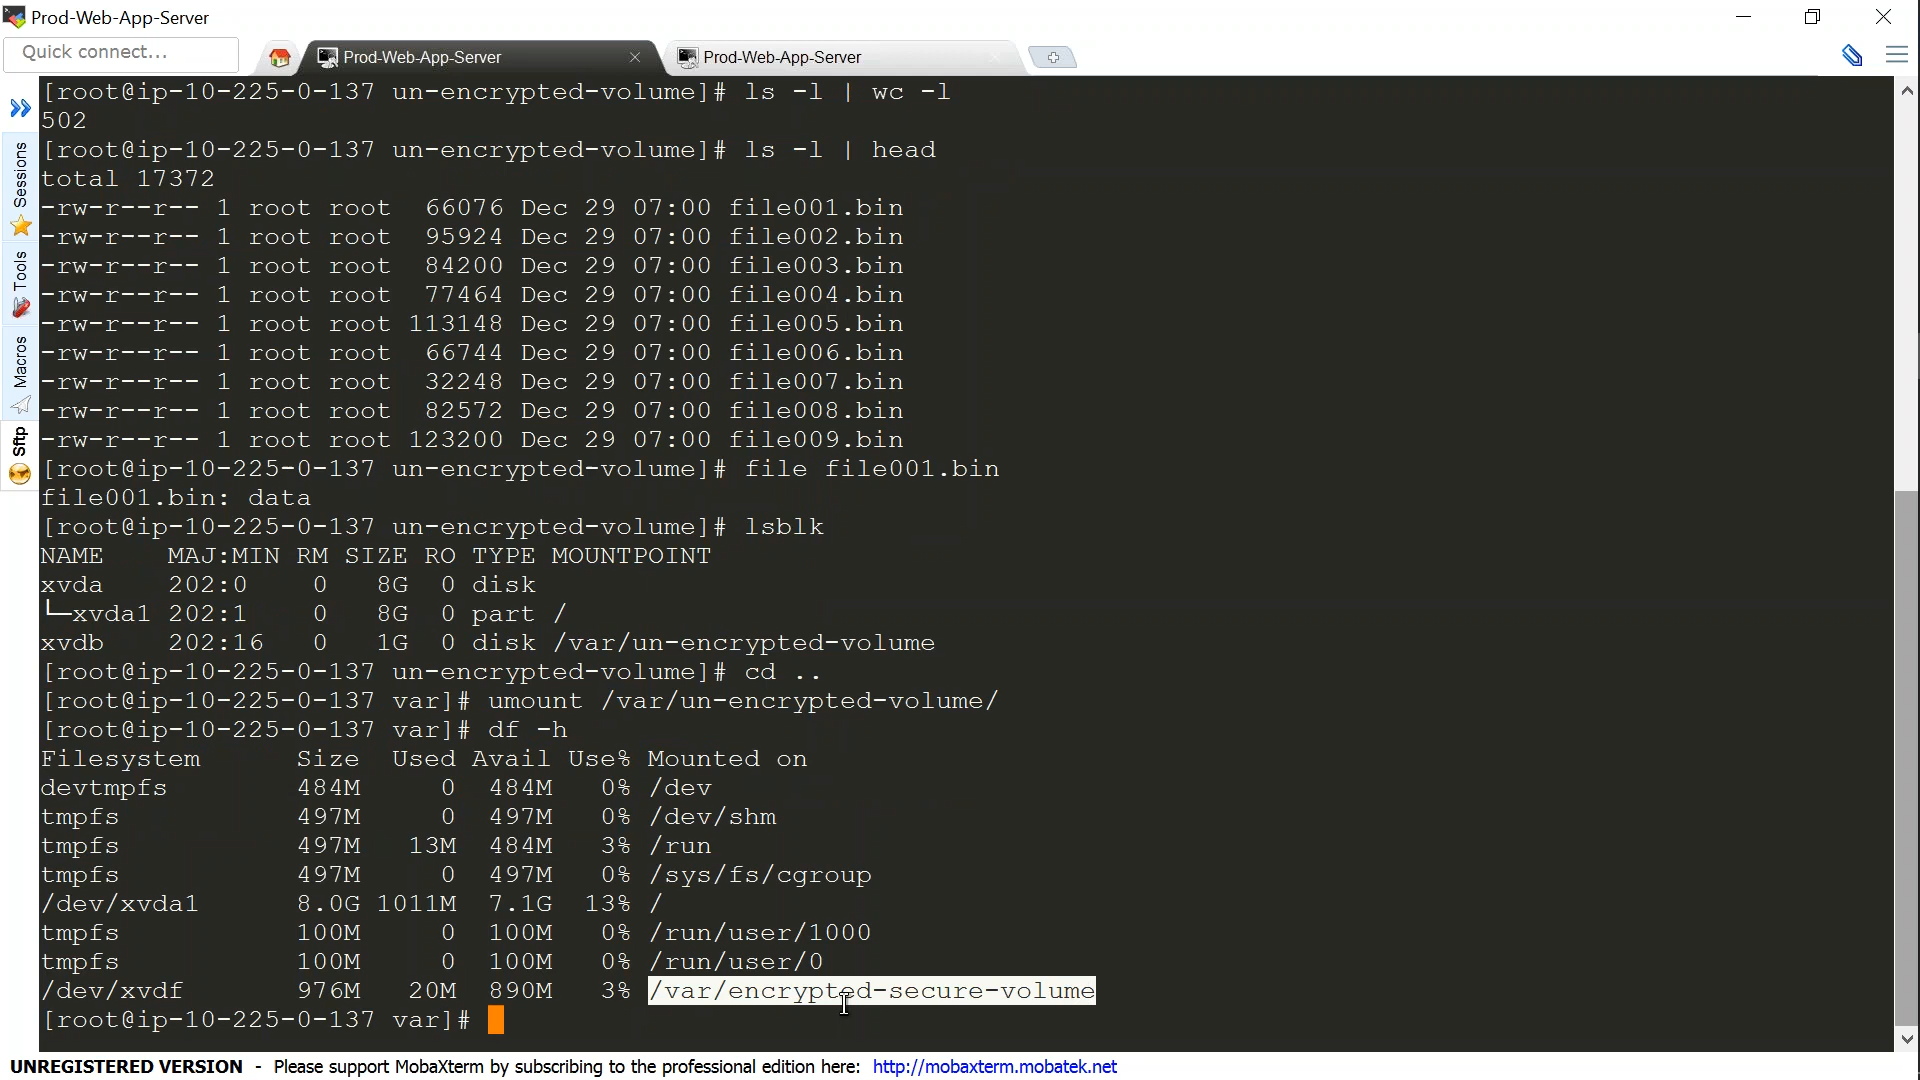 Prod-Web-App-Server
Quick connect...
Prod-Web-App-Server
Prod-Web-App-Server
Sessions
Tools
Macros
Sftp
[root@ip-10-225-0-137 un-encrypted-volume]# ls -l | wc -l
502
[root@ip-10-225-0-137 un-encrypted-volume]# ls -l | head
total 17372
-rw-r--r-- 1 root root  66076 Dec 29 07:00 file001.bin
-rw-r--r-- 1 root root  95924 Dec 29 07:00 file002.bin
-rw-r--r-- 1 root root  84200 Dec 29 07:00 file003.bin
-rw-r--r-- 1 root root  77464 Dec 29 07:00 file004.bin
-rw-r--r-- 1 root root 113148 Dec 29 07:00 file005.bin
-rw-r--r-- 1 root root  66744 Dec 29 07:00 file006.bin
-rw-r--r-- 1 root root  32248 Dec 29 07:00 file007.bin
-rw-r--r-- 1 root root  82572 Dec 29 07:00 file008.bin
-rw-r--r-- 1 root root 123200 Dec 29 07:00 file009.bin
[root@ip-10-225-0-137 un-encrypted-volume]# file file001.bin
file001.bin: data
[root@ip-10-225-0-137 un-encrypted-volume]# lsblk
NAME    MAJ:MIN RM SIZE RO TYPE MOUNTPOINT
xvda    202:0    0   8G  0 disk
└─xvda1 202:1    0   8G  0 part /
xvdb    202:16   0   1G  0 disk /var/un-encrypted-volume
[root@ip-10-225-0-137 un-encrypted-volume]# cd ..
[root@ip-10-225-0-137 var]# umount /var/un-encrypted-volume/
[root@ip-10-225-0-137 var]# df -h
Filesystem      Size  Used Avail Use% Mounted on
devtmpfs        484M     0  484M   0% /dev
tmpfs           497M     0  497M   0% /dev/shm
tmpfs           497M   13M  484M   3% /run
tmpfs           497M     0  497M   0% /sys/fs/cgroup
/dev/xvda1      8.0G 1011M  7.1G  13% /
tmpfs           100M     0  100M   0% /run/user/1000
tmpfs           100M     0  100M   0% /run/user/0
/dev/xvdf       976M   20M  890M   3% /var/encrypted-secure-volume
[root@ip-10-225-0-137 var]#
UNREGISTERED VERSION - Please support MobaXterm by subscribing to the professional edition here: http://mobaxterm.mobatek.net